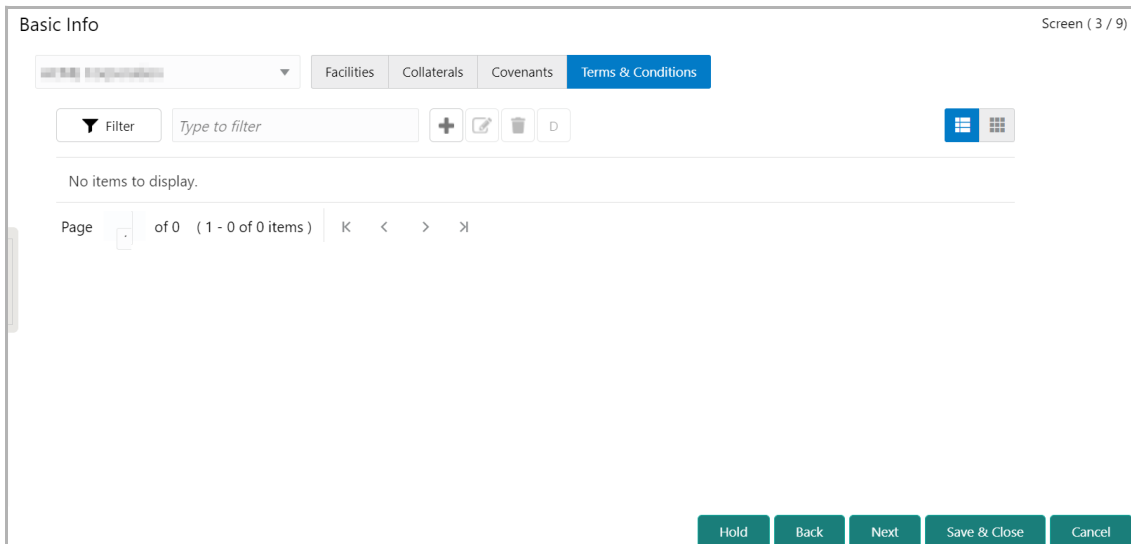 Basic Info
Screen ( 3 / 9)
Facilities Collaterals Covenants Terms & Conditions
Filter Type to filter D
No items to display.
Page of 0 ( 1 - 0 of 0 items )
Hold Back Next Save & Close Cancel